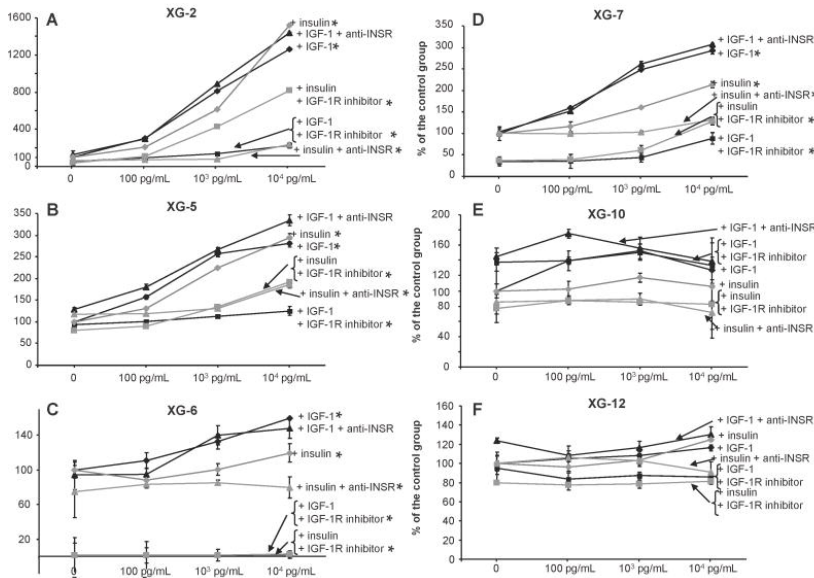 A
XG-2
1600
1200
800
400
100
0
0
100 pg/mL
10³ pg/mL
10⁴ pg/mL
+ insulin *
+ IGF-1 + anti-INSR
+ IGF-1*
+ insulin
+ IGF-1R inhibitor *
+ IGF-1
+ IGF-1R inhibitor *
+ insulin + anti-INSR *
B
XG-5
350
300
250
200
150
100
50
0
0
100 pg/mL
10³ pg/mL
10⁴ pg/mL
+ IGF-1 + anti-INSR
+ insulin *
+ IGF-1*
+ insulin
+ IGF-1R inhibitor *
+ insulin + anti-INSR *
+ IGF-1
+ IGF-1R inhibitor *
C
XG-6
140
100
80
60
20
0
100 pg/mL
10³ pg/mL
10⁴ pg/mL
+ IGF-1*
+ IGF-1 + anti-INSR
+ insulin *
+ insulin + anti-INSR *
+ IGF-1
+ IGF-1R inhibitor *
+ insulin
+ IGF-1R inhibitor *
D
XG-7
% of the control group
350
300
250
200
150
100
50
0
0
100 pg/mL
10³ pg/mL
10⁴ pg/mL
+ IGF-1 + anti-INSR
+ IGF-1*
+ insulin *
+ insulin + anti-INSR*
+ insulin
+ IGF-1R inhibitor *
+ IGF-1
+ IGF-1R inhibitor *
E
XG-10
% of the control group
200
160
140
120
100
80
40
0
0
100 pg/mL
10³ pg/mL
10⁴ pg/mL
+ IGF-1 + anti-INSR
+ IGF-1
+ IGF-1R inhibitor
+ IGF-1
+ insulin
+ insulin
+ IGF-1R inhibitor
+ insulin + anti-INSR
F
XG-12
% of the control group
160
140
120
100
80
60
40
20
0
0
100 pg/mL
10³ pg/mL
10⁴ pg/mL
+ IGF-1 + anti-INSR
+ insulin
+ IGF-1
+ insulin + anti-INSR
+ IGF-1
+ IGF-1R inhibitor
+ insulin
+ IGF-1R inhibitor